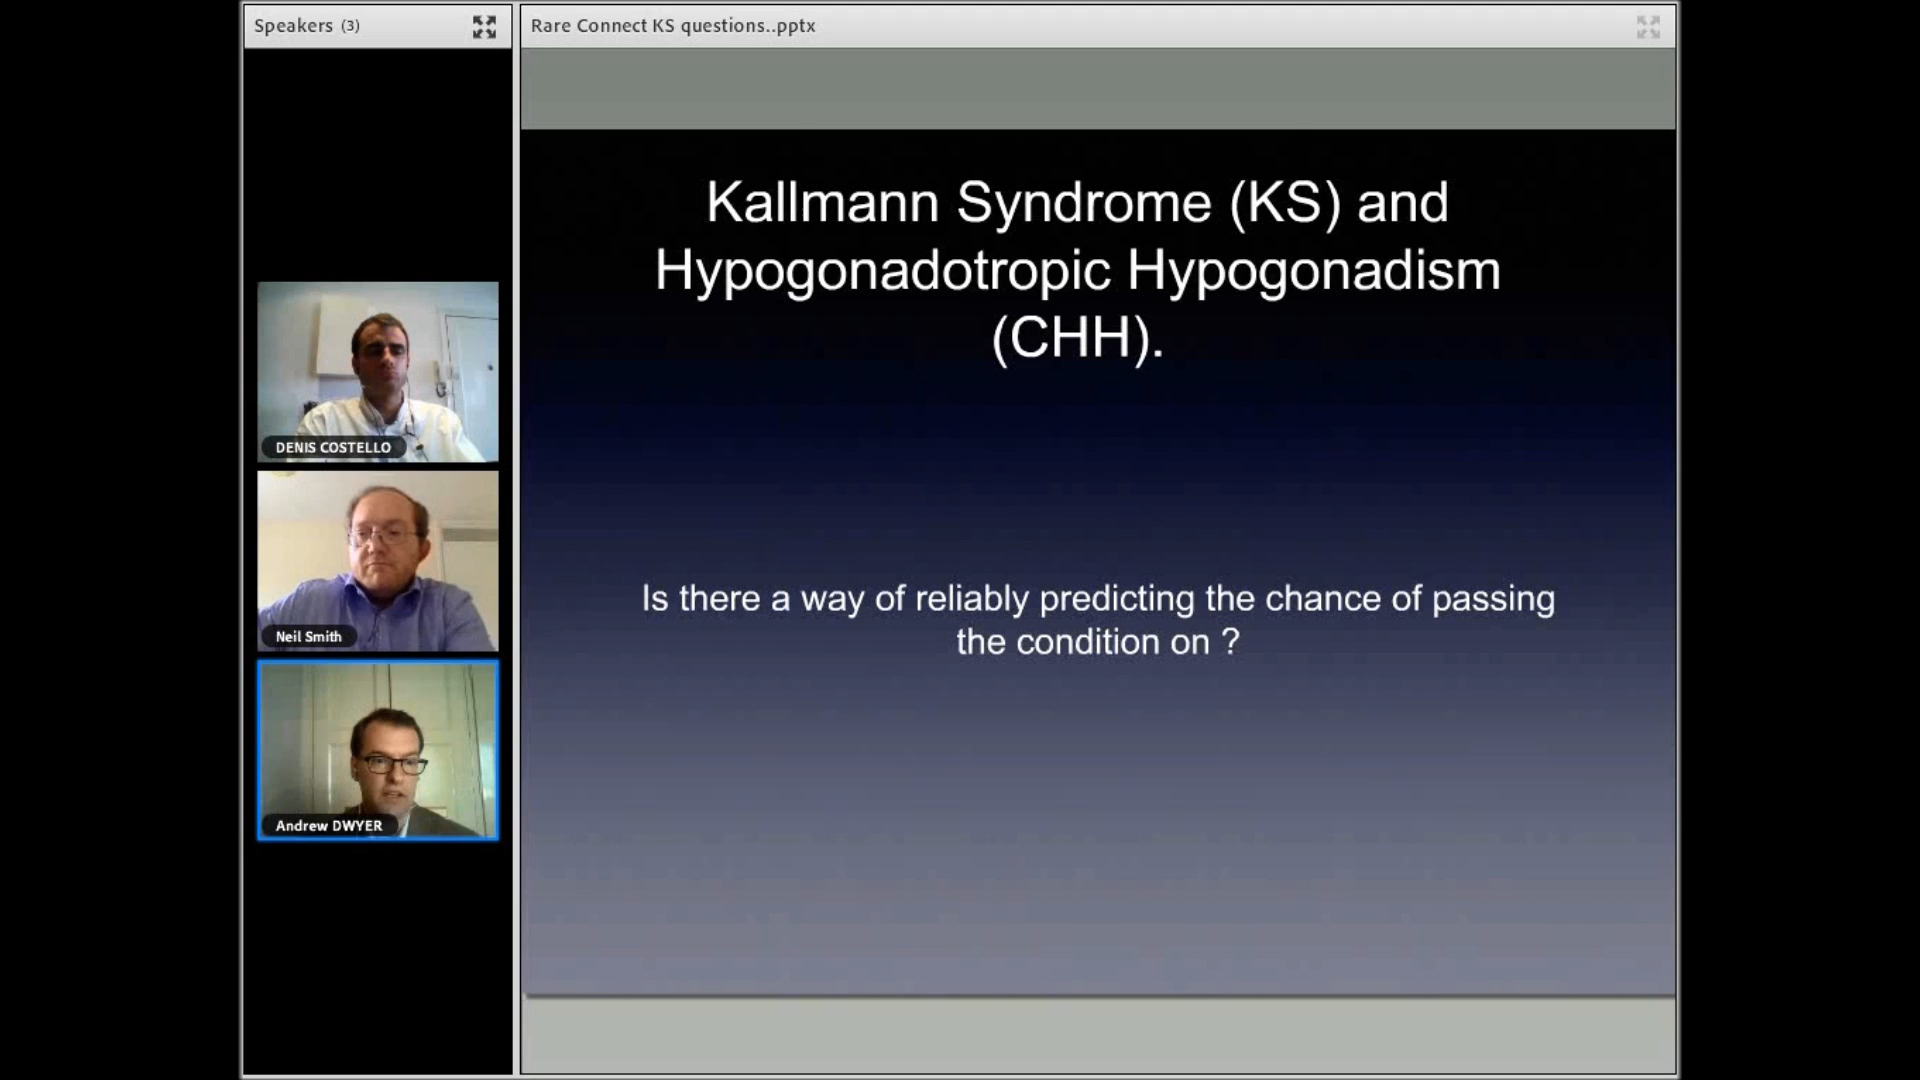 Speakers (3)
Rare Connect KS questions..pptx
Kallmann Syndrome (KS) and
Hypogonadotropic Hypogonadism
(CHH).
Is there a way of reliably predicting the chance of passing
the condition on ?
DENIS COSTELLO
Neil Smith
Andrew DWYER